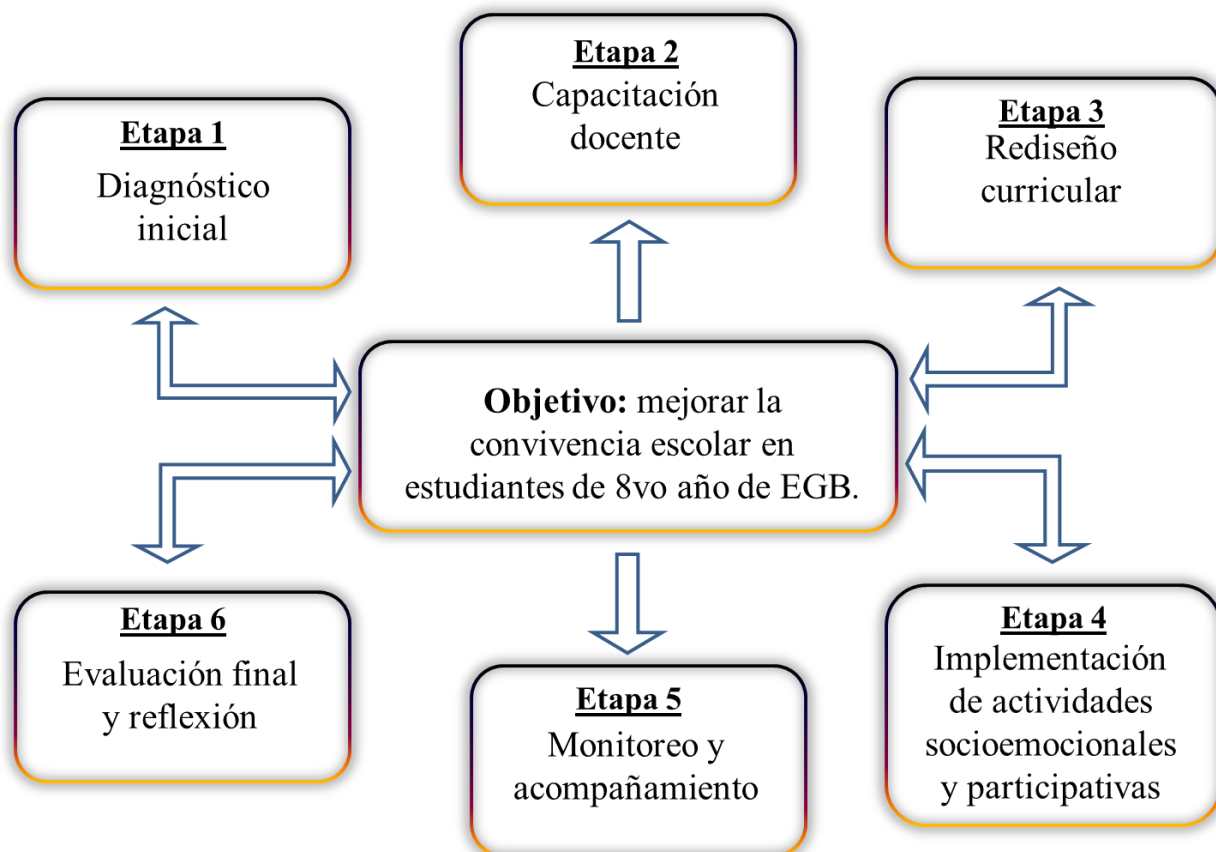 Etapa 1
Diagnóstico
inicial
Etapa 2
Capacitación
docente
Etapa 3
Rediseño
curricular
Objetivo: mejorar la
convivencia escolar en
estudiantes de 8vo año de EGB.
Etapa 6
Evaluación final
y reflexión
Etapa 5
Monitoreo y
acompañamiento
Etapa 4
Implementación
de actividades
socioemocionales
y participativas